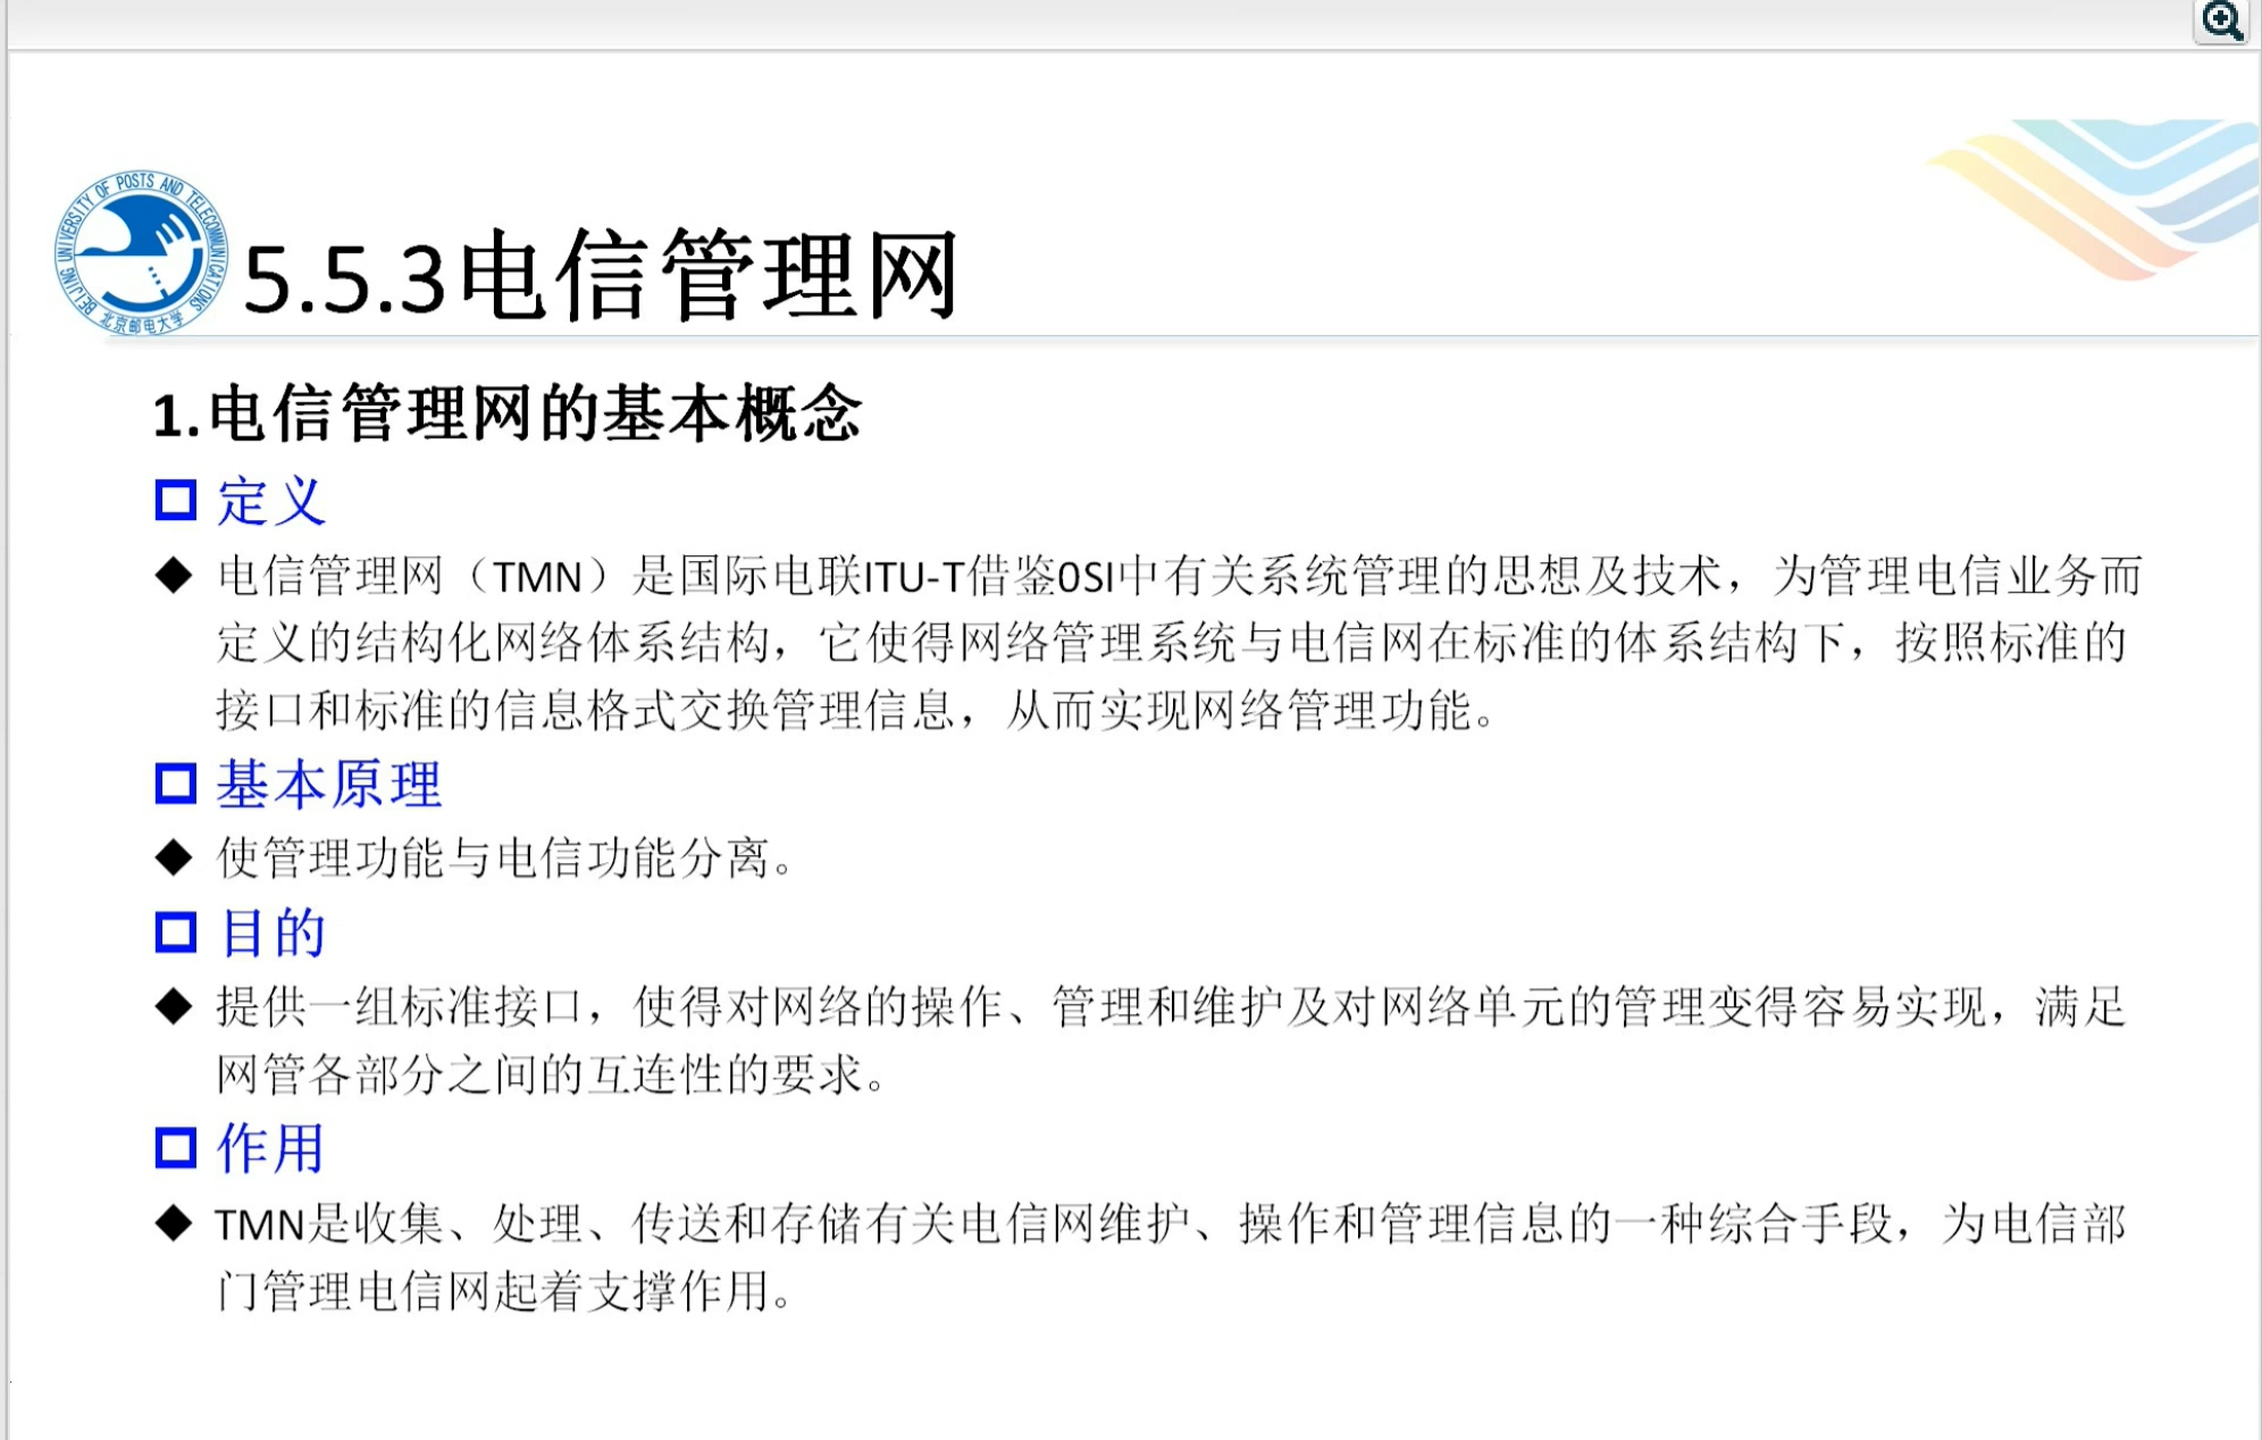 BEIJING UNIVERSITY OF POSTS AND TELECOMMUNICATIONS
北京邮电大学
5.5.3电信管理网
1.电信管理网的基本概念
定义
电信管理网（TMN）是国际电联ITU-T借鉴0SI中有关系统管理的思想及技术，为管理电信业务而
定义的结构化网络体系结构，它使得网络管理系统与电信网在标准的体系结构下，按照标准的
接口和标准的信息格式交换管理信息，从而实现网络管理功能。
基本原理
使管理功能与电信功能分离。
目的
提供一组标准接口，使得对网络的操作、管理和维护及对网络单元的管理变得容易实现，满足
网管各部分之间的互连性的要求。
作用
TMN是收集、处理、传送和存储有关电信网维护、操作和管理信息的一种综合手段，为电信部
门管理电信网起着支撑作用。